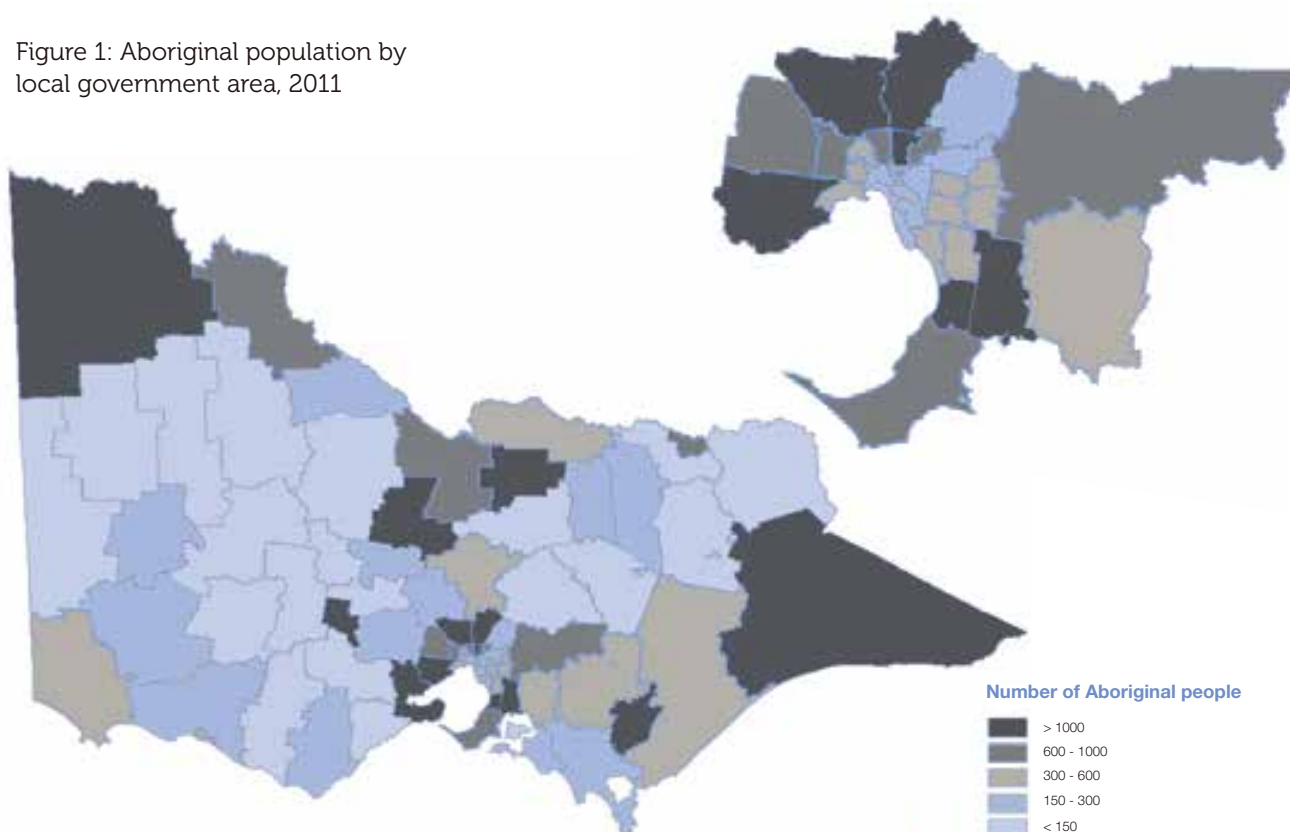 Figure 1: Aboriginal population by
local government area, 2011
Number of Aboriginal people
> 1000
600 - 1000
300 - 600
150 - 300
< 150